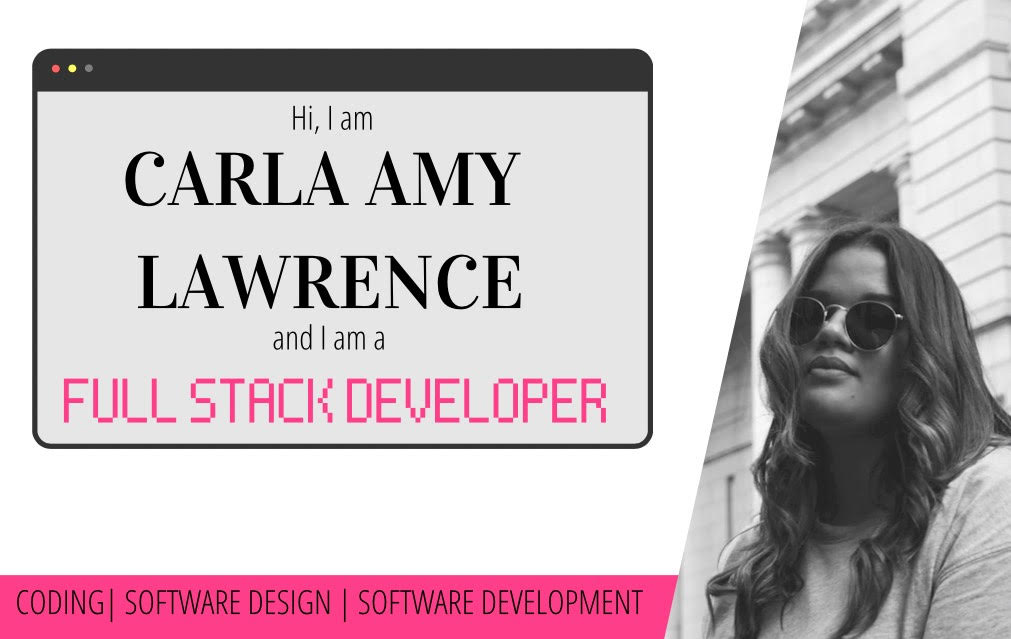 Hi, I am
CARLA AMY
LAWRENCE
and I am a
FULL STACK DEVELOPER
CODING| SOFTWARE DESIGN | SOFTWARE DEVELOPMENT